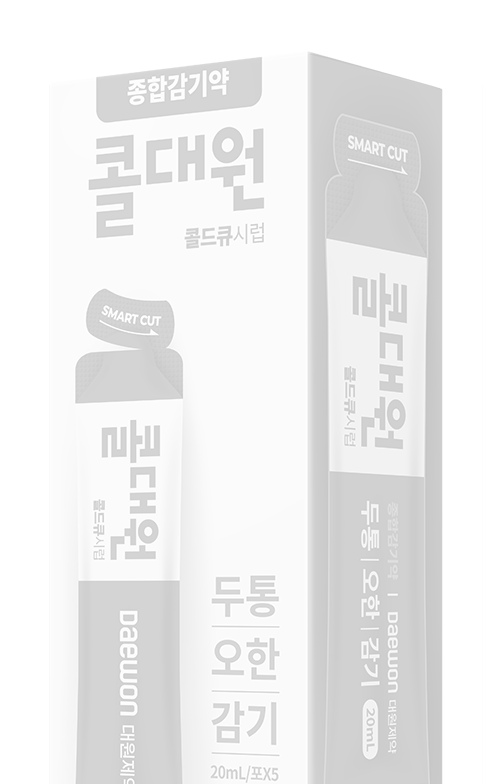 종합감기약
콜대원
콜드큐시럽
SMART CUT
콜대원
콜드큐시럽
Daewon 대원제약
두통
오한
감기
20mL/포X5
SMART CUT
콜대원
콜드큐시럽
종합감기약 | Daewon 대원제약
두통 | 오한 | 감기 20mL